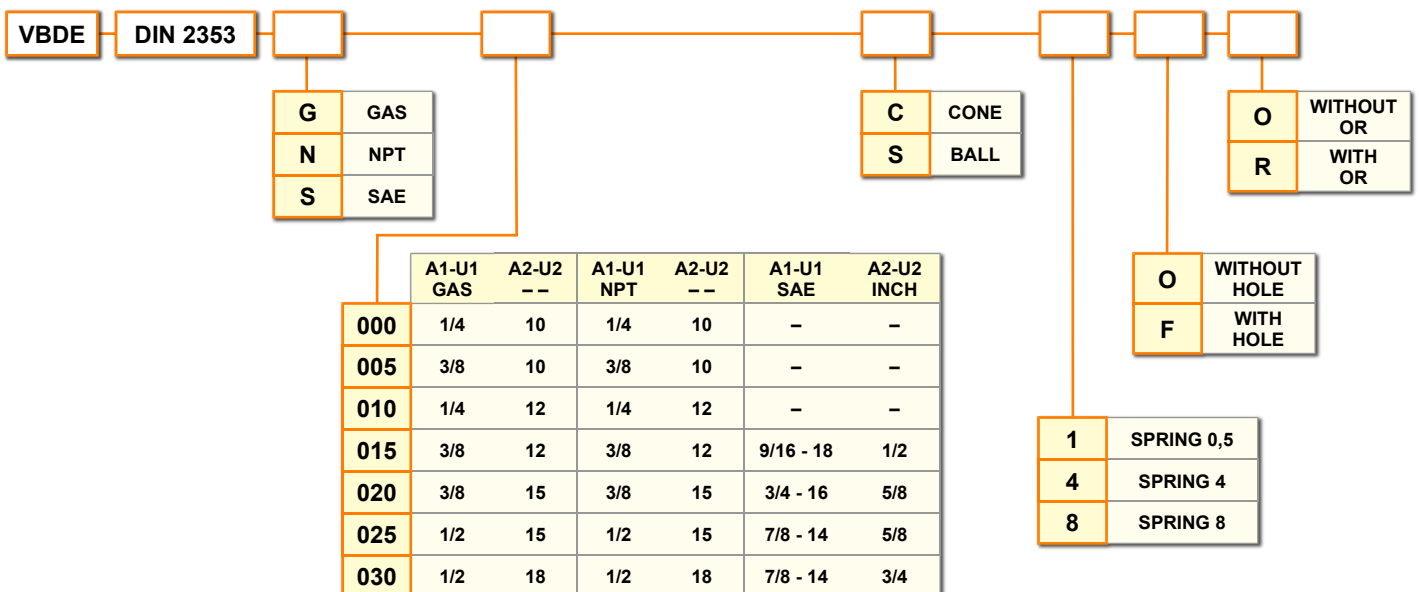 VBDE DIN 2353
G GAS
N NPT
S SAE
C CONE
S BALL
O WITHOUT
OR
R WITH
OR
O WITHOUT
HOLE
F WITH
HOLE
A1-U1 A2-U2 A1-U1 A2-U2 A1-U1 A2-U2
GAS – – NPT – – SAE INCH
000 1/4 10 1/4 10 – –
005 3/8 10 3/8 10 – –
010 1/4 12 1/4 12 – –
015 3/8 12 3/8 12 9/16 - 18 1/2
020 3/8 15 3/8 15 3/4 - 16 5/8
025 1/2 15 1/2 15 7/8 - 14 5/8
030 1/2 18 1/2 18 7/8 - 14 3/4
1 SPRING 0,5
4 SPRING 4
8 SPRING 8